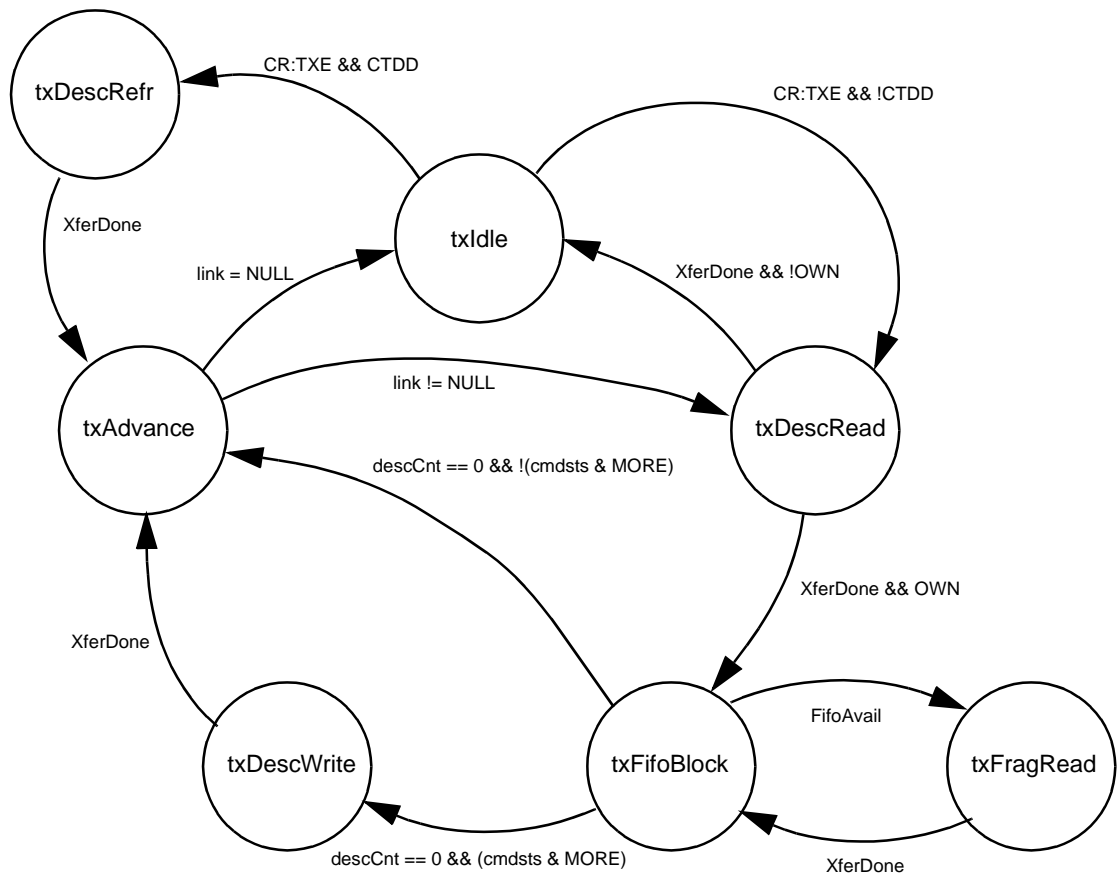 CR:TXE && CTDD
txDescRefr
CR:TXE && !CTDD
XferDone
txIdle
link = NULL
XferDone && !OWN
link != NULL
txAdvance
txDescRead
descCnt == 0 && !(cmdsts & MORE)
XferDone && OWN
XferDone
FifoAvail
txDescWrite
txFifoBlock
txFragRead
descCnt == 0 && (cmdsts & MORE)
XferDone